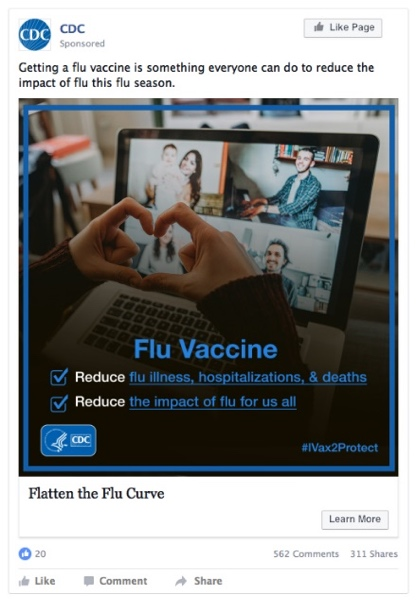 CDC
CDC
Like Page
Sponsored
Getting a flu vaccine is something everyone can do to reduce the
impact of flu this flu season.
Flu Vaccine
Reduce flu illness, hospitalizations, & deaths
Reduce the impact of flu for us all
CDC
#IVax2Protect
Flatten the Flu Curve
Learn More
20
562 Comments 311 Shares
Like Comment Share